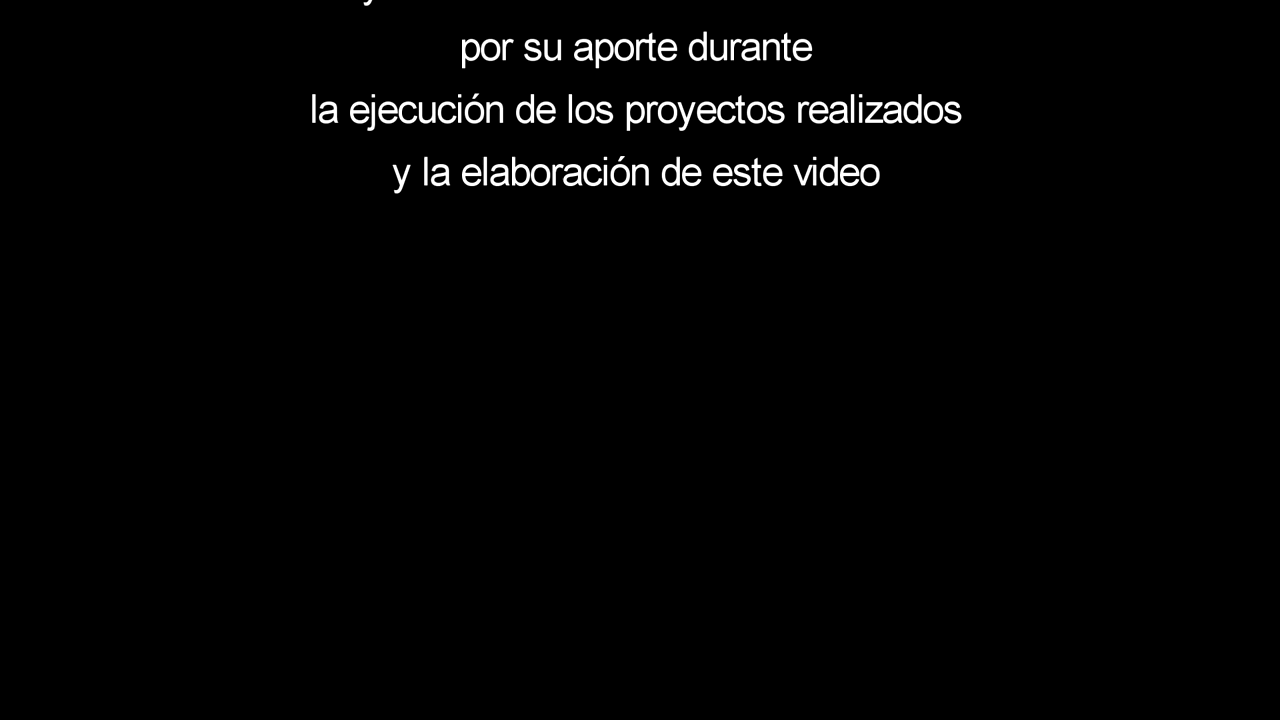 por su aporte durante
la ejecución de los proyectos realizados
y la elaboración de este video